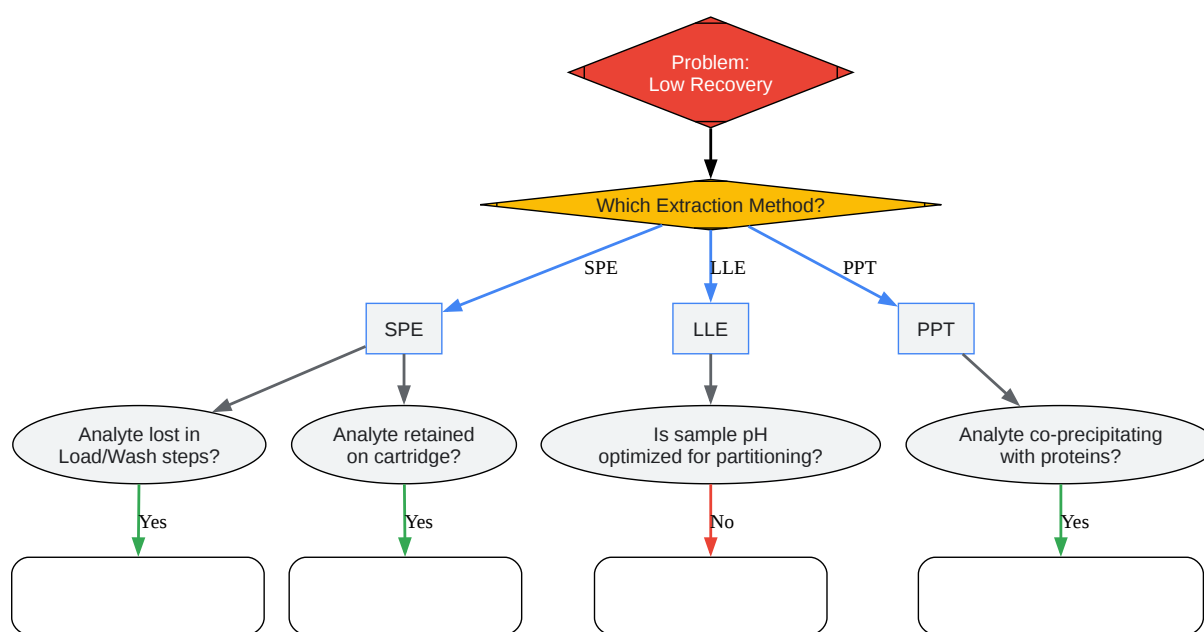 Problem:
Low Recovery
Which Extraction Method?
SPE
LLE
PPT
SPE
LLE
PPT
Analyte lost in
Load/Wash steps?
Analyte retained
on cartridge?
Is sample pH
optimized for partitioning?
Analyte co-precipitating
with proteins?
Yes
Yes
No
Yes